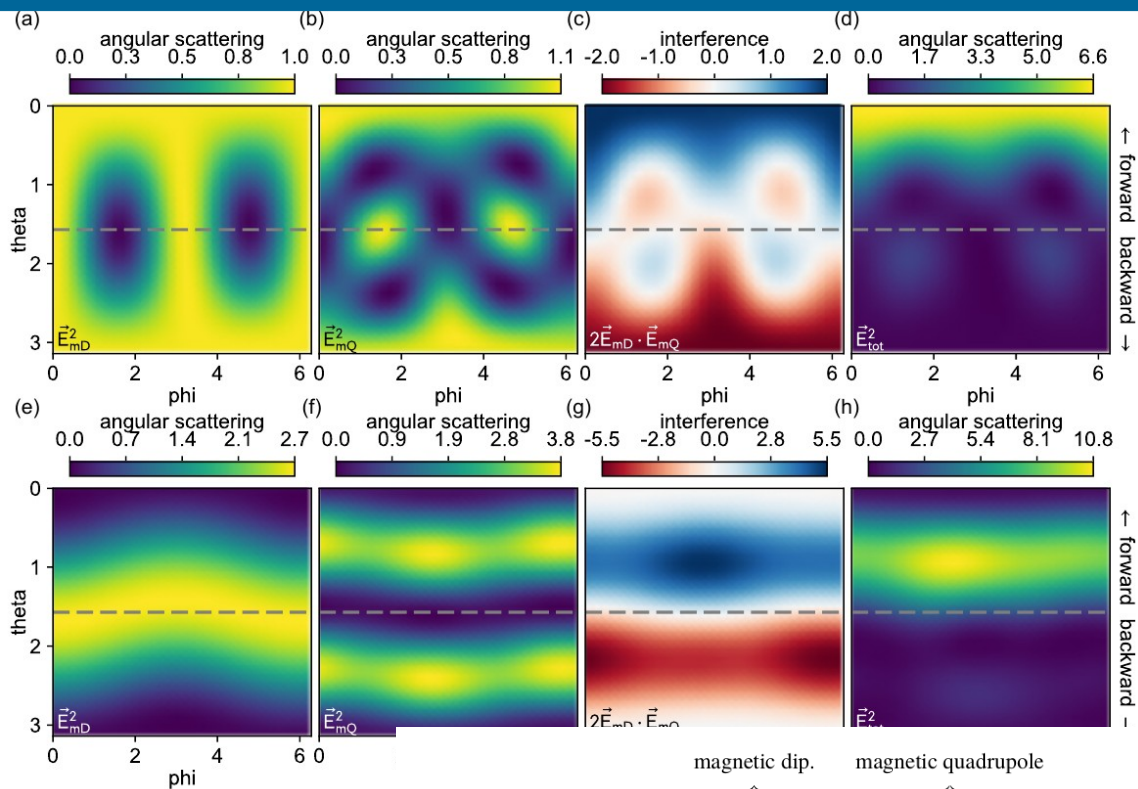 (a) (b) (c) (d)
angular scattering angular scattering interference angular scattering
0.0 0.3 0.5 0.8 1.0 0.0 0.3 0.5 0.8 1.1 -2.0 -1.0 0.0 1.0 2.0 0.0 1.7 3.3 5.0 6.6
0
1
2
3
theta
← forward
backward →
E⃗²mD E⃗²mQ 2E⃗mD · E⃗mQ E⃗²tot
0 2 4 6 0 2 4 6 0 2 4 6 0 2 4 6
phi phi phi phi
(e) (f) (g) (h)
angular scattering angular scattering interference angular scattering
0.0 0.7 1.4 2.1 2.7 0.0 0.9 1.9 2.8 3.8 -5.5 -2.8 0.0 2.8 5.5 0.0 2.7 5.4 8.1 10.8
0
1
2
3
theta
← forward
backward
E⃗²mD E⃗²mQ 2E⃗mD · E⃗mQ E⃗²tot
0 2 4 6 0
phi
magnetic dip. magnetic quadrupole